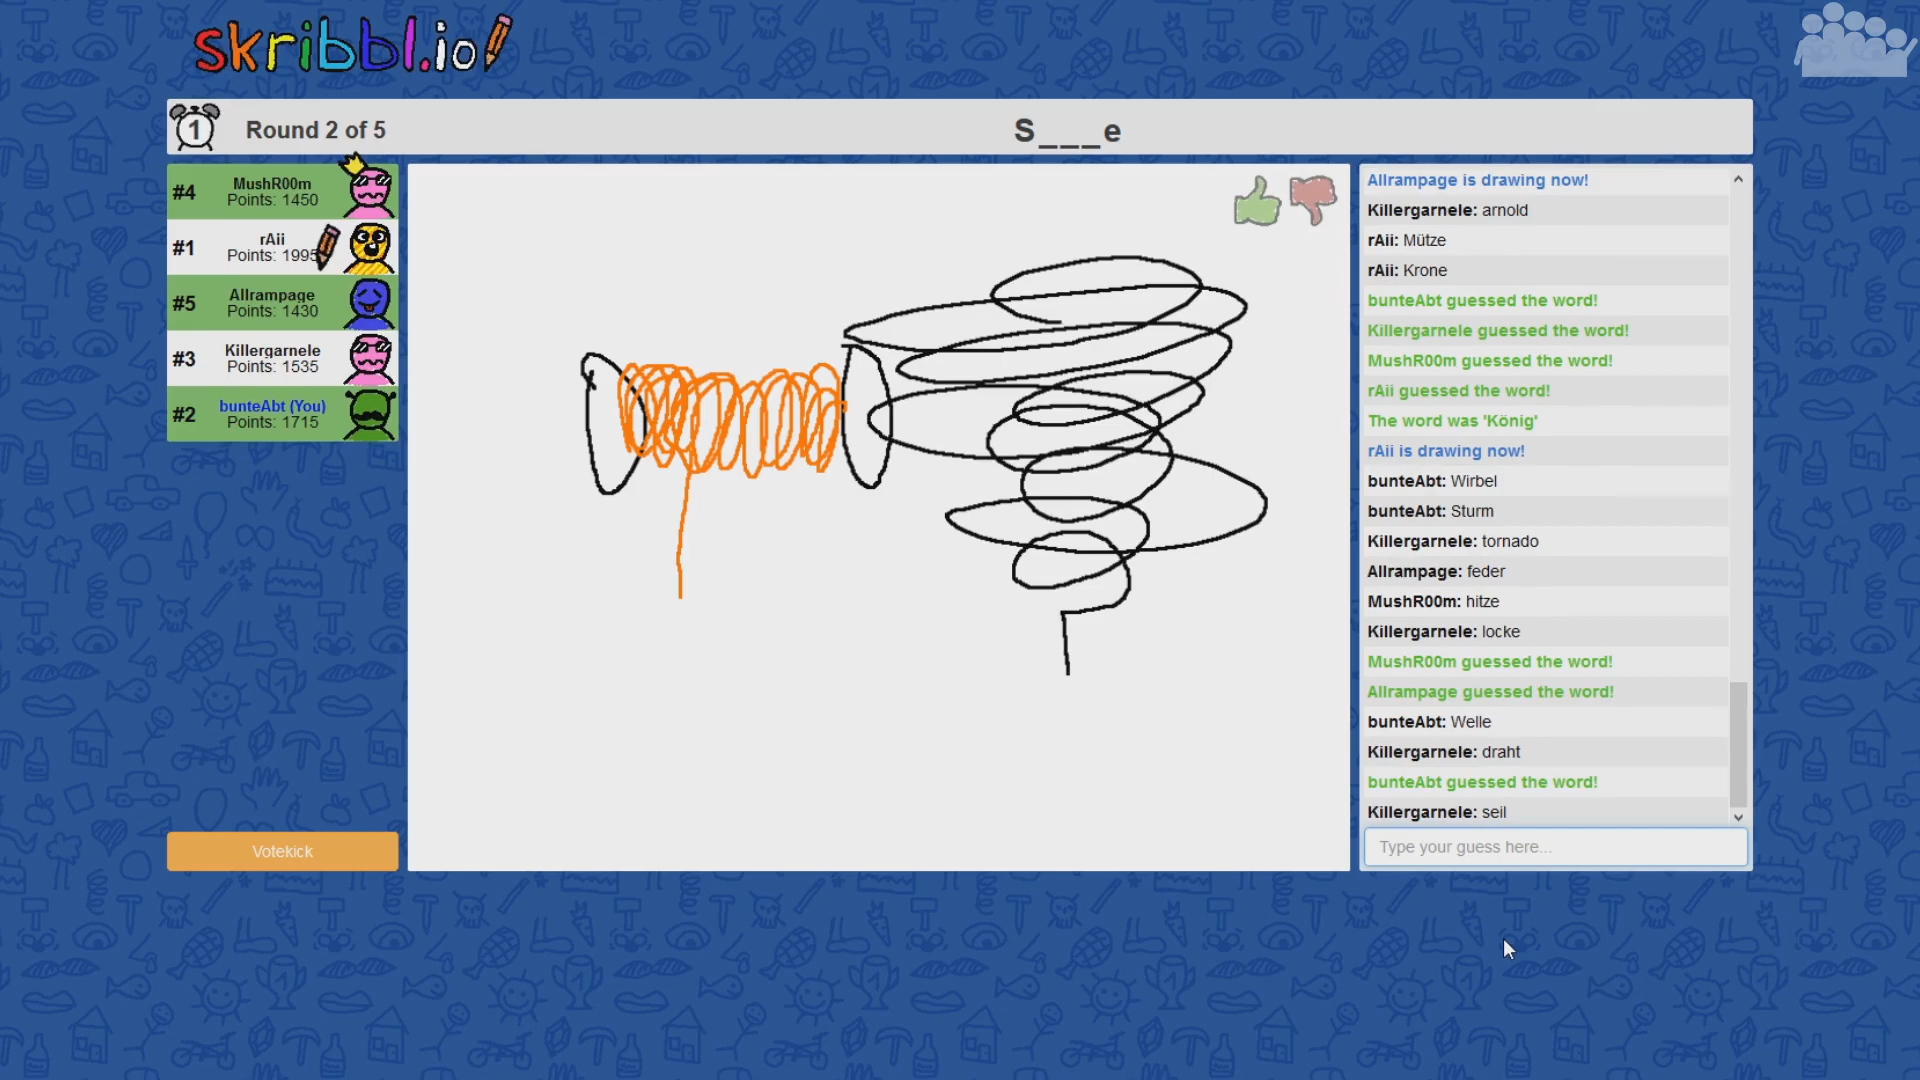 skribbl.io
1
Round 2 of 5
S___e
#4
MushR00m
Points: 1450
#1
rAii
Points: 1995
#5
Allrampage
Points: 1430
#3
Killergarnele
Points: 1535
#2
bunteAbt (You)
Points: 1715
Votekick
Allrampage is drawing now!
Killergarnele: arnold
rAii: Mütze
rAii: Krone
bunteAbt guessed the word!
Killergarnele guessed the word!
MushR00m guessed the word!
rAii guessed the word!
The word was 'König'
rAii is drawing now!
bunteAbt: Wirbel
bunteAbt: Sturm
Killergarnele: tornado
Allrampage: feder
MushR00m: hitze
Killergarnele: locke
MushR00m guessed the word!
Allrampage guessed the word!
bunteAbt: Welle
Killergarnele: draht
bunteAbt guessed the word!
Killergarnele: seil
Type your guess here...